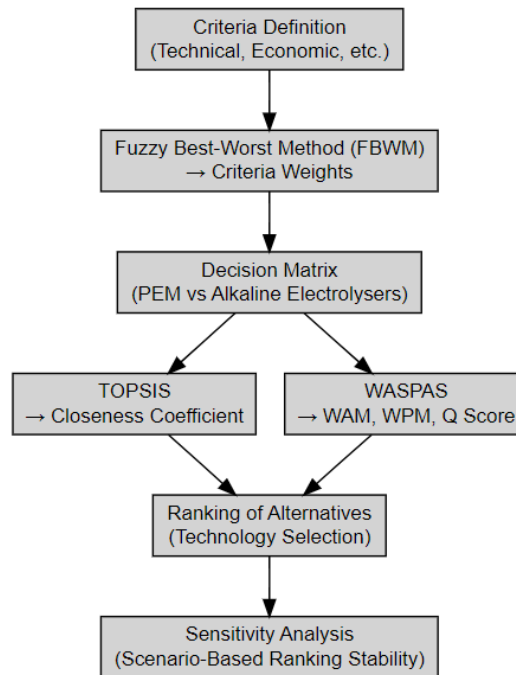 Criteria Definition
(Technical, Economic, etc.)
Fuzzy Best-Worst Method (FBWM)
→ Criteria Weights
Decision Matrix
(PEM vs Alkaline Electrolysers)
TOPSIS
→ Closeness Coefficient
WASPAS
→ WAM, WPM, Q Score
Ranking of Alternatives
(Technology Selection)
Sensitivity Analysis
(Scenario-Based Ranking Stability)